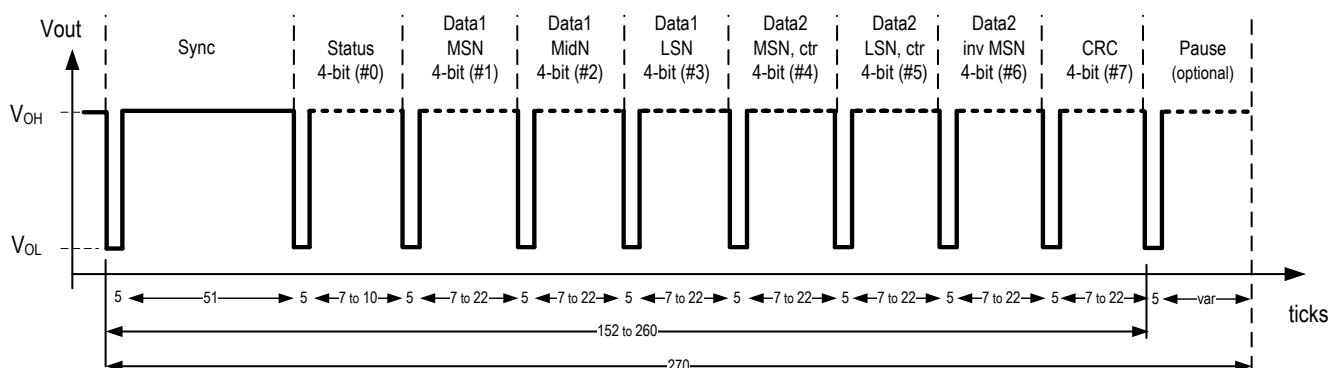 Vout
Sync
Status
4-bit (#0)
Data1
MSN
4-bit (#1)
Data1
MidN
4-bit (#2)
Data1
LSN
4-bit (#3)
Data2
MSN, ctr
4-bit (#4)
Data2
LSN, ctr
4-bit (#5)
Data2
inv MSN
4-bit (#6)
CRC
4-bit (#7)
Pause
(optional)
VOH
VOL
5 51 5 7 to 10 5 7 to 22 5 7 to 22 5 7 to 22 5 7 to 22 5 7 to 22 5 7 to 22 5 7 to 22 5 var
ticks
152 to 260
270